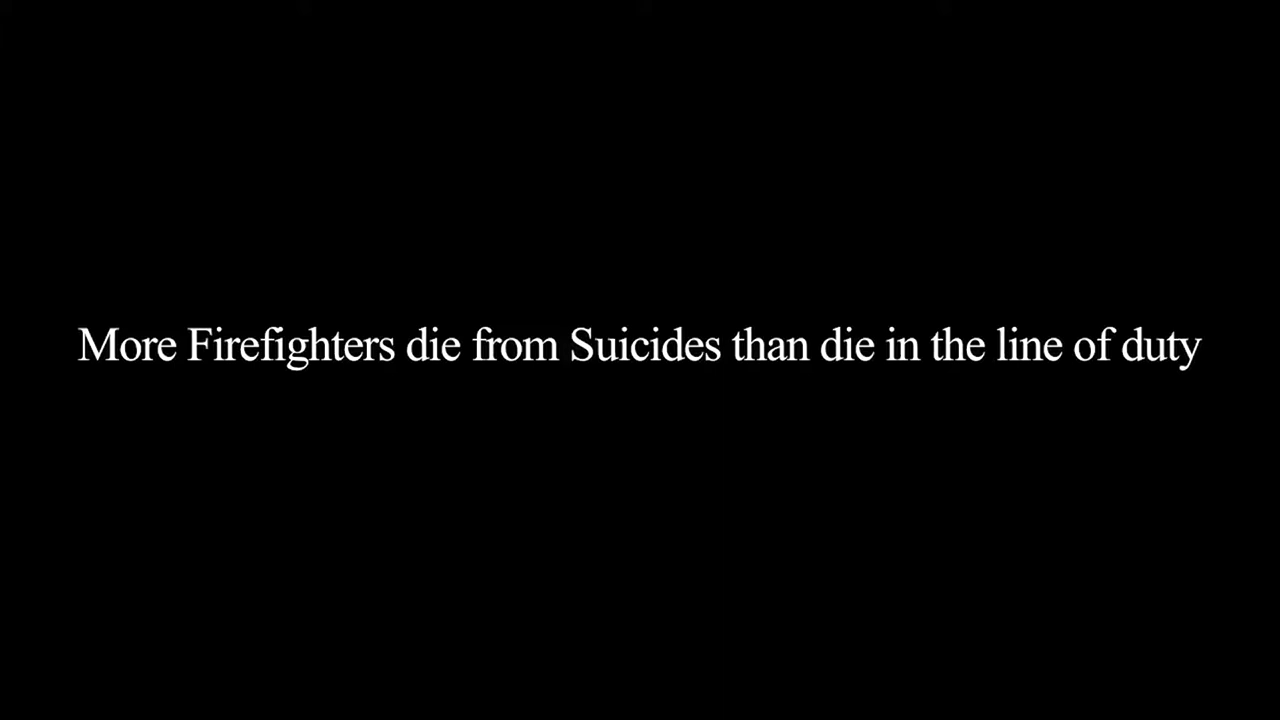 More Firefighters die from Suicides than die in the line of duty